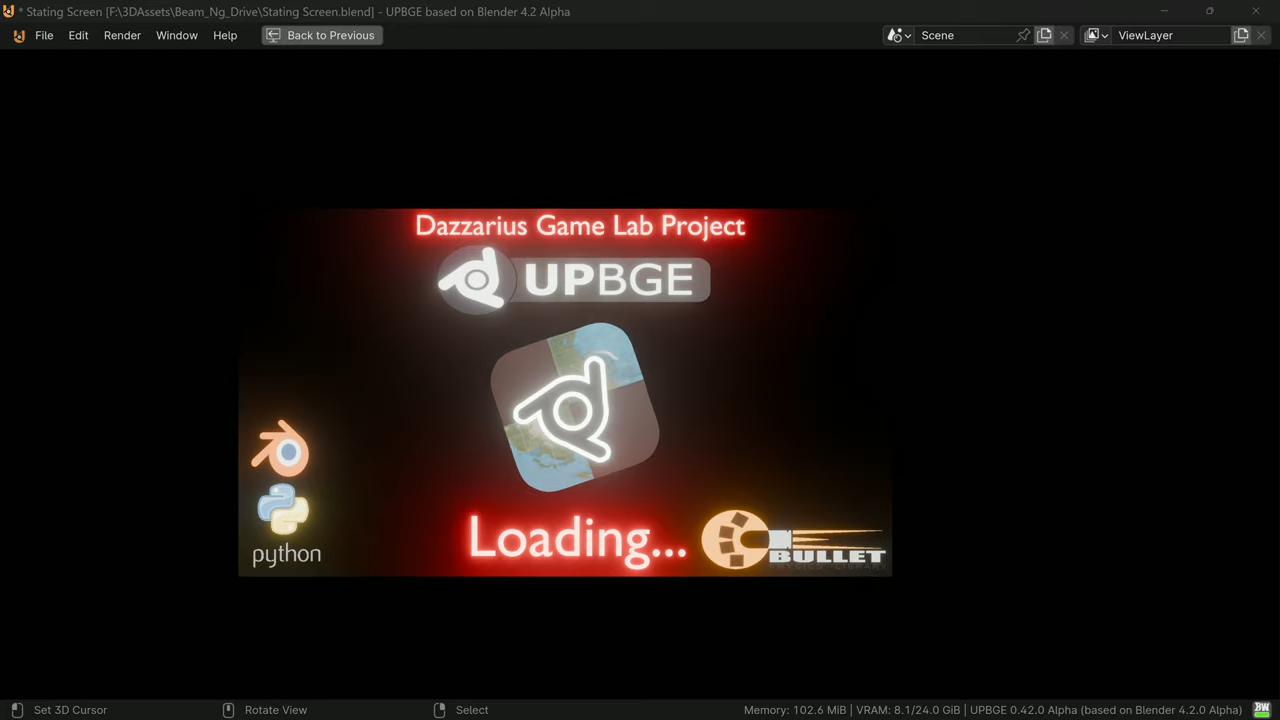 * Stating Screen [F:\3DAssets\Beam_Ng_Drive\Stating Screen.blend] - UPBGE based on Blender 4.2 Alpha
File Edit Render Window Help Back to Previous Scene ViewLayer
Dazzarius Game Lab Project
UPBGE
python
Loading...
BULLET
PHYSICS LIBRARY
Set 3D Cursor Rotate View Select Memory: 102.6 MiB | VRAM: 8.1/24.0 GiB | UPBGE 0.42.0 Alpha (based on Blender 4.2.0 Alpha)
BW